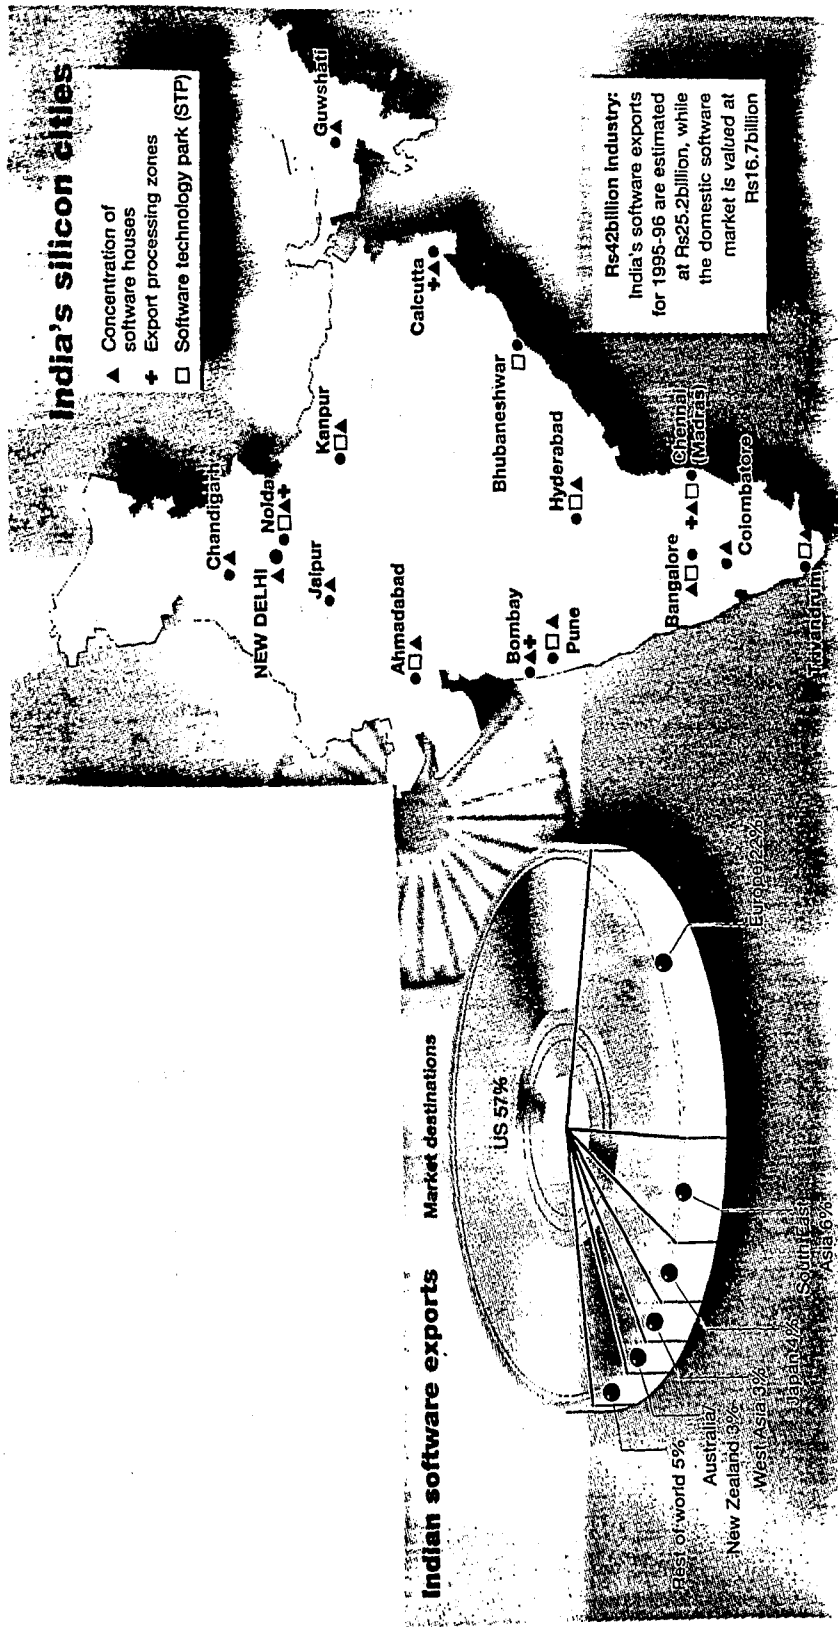 India's silicon cities
Concentration of
software houses
Export processing zones
Software technology park (STP)
Chandigarh
Noida
NEW DELHI
Jaipur
Kanpur
Guwshati
Ahmadabad
Calcutta
Bombay
Pune
Bhubaneshwar
Hyderabad
Bangalore
Chennai
(Madras)
Colombatore
Trivandrum
Rs42billion industry:
India's software exports
for 1995-96 are estimated
at Rs25.2billion, while
the domestic software
market is valued at
Rs16.7billion
Indian software exports
Market destinations
US 57%
Rest of world 5%
Australia/
New Zealand 3%
West Asia 3%
Japan 4%
South East
Asia 6%
Europe 22%